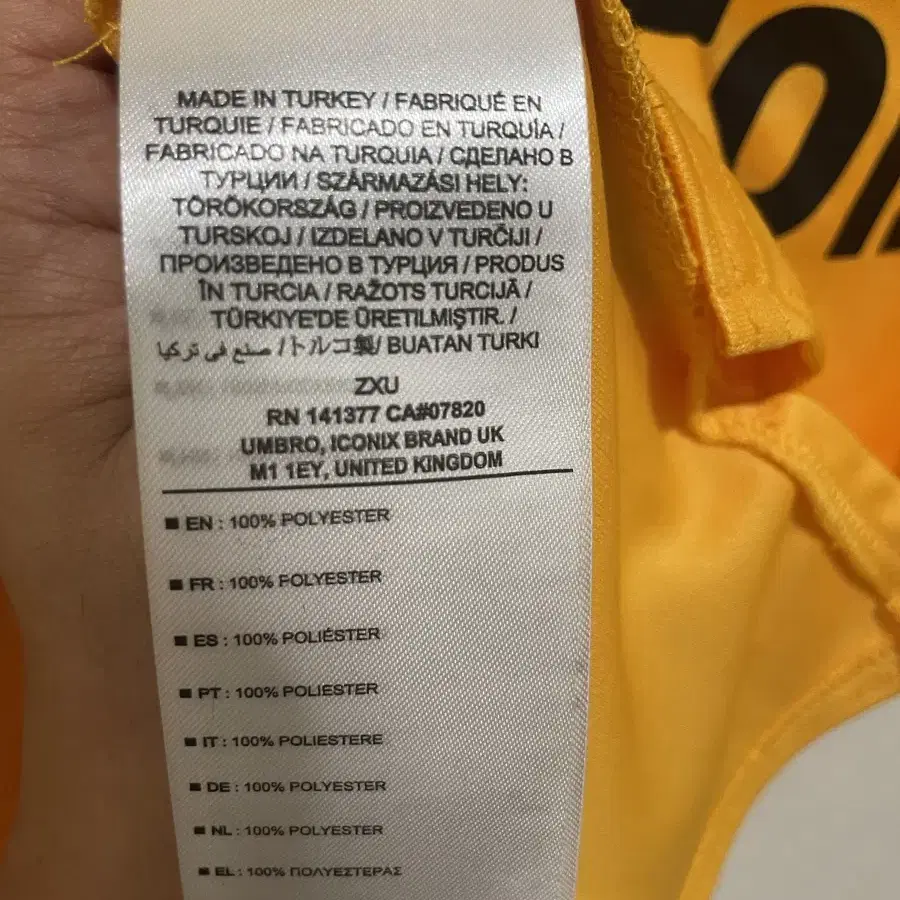 MADE IN TURKEY / FABRIQUÉ EN
TURQUIE / FABRICADO EN TURQUÍA /
FABRICADO NA TURQUIA / СДЕЛАНО В
ТУРЦИИ / SZÁRMAZÁSI HELY:
TÖRÖKORSZÁG / PROIZVEDENO U
TURSKOJ / IZDELANO V TURČIJI /
ПРОИЗВЕДЕНО В ТУРЦИЯ / PRODUS
ÎN TURCIA / RAŽOTS TURCIJĀ /
TÜRKIYE'DE ÜRETILMIŞTIR. /
صنع في تركيا /トルコ製/ BUATAN TURKI
ZXU
RN 141377 CA#07820
UMBRO, ICONIX BRAND UK
M1 1EY, UNITED KINGDOM
EN : 100% POLYESTER
FR : 100% POLYESTER
ES : 100% POLIÉSTER
PT : 100% POLIESTER
IT : 100% POLIESTERE
DE : 100% POLYESTER
NL : 100% POLYESTER
EL : 100% ΠΟΛΥΕΣΤΕΡΑΣ